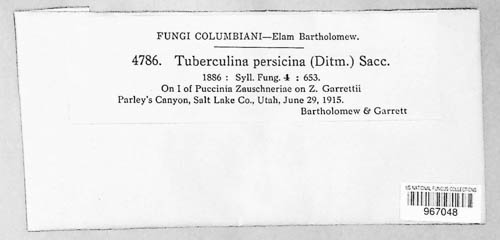 FUNGI COLUMBIANI—Elam Bartholomew.
4786. Tuberculina persicina (Ditm.) Sacc.
1886 : Syll. Fung. 4 : 653.
On I of Puccinia Zauschneriae on Z. Garrettii
Parley's Canyon, Salt Lake Co., Utah, June 29, 1915.
Bartholomew & Garrett
US NATIONAL FUNGUS COLLECTIONS
967048